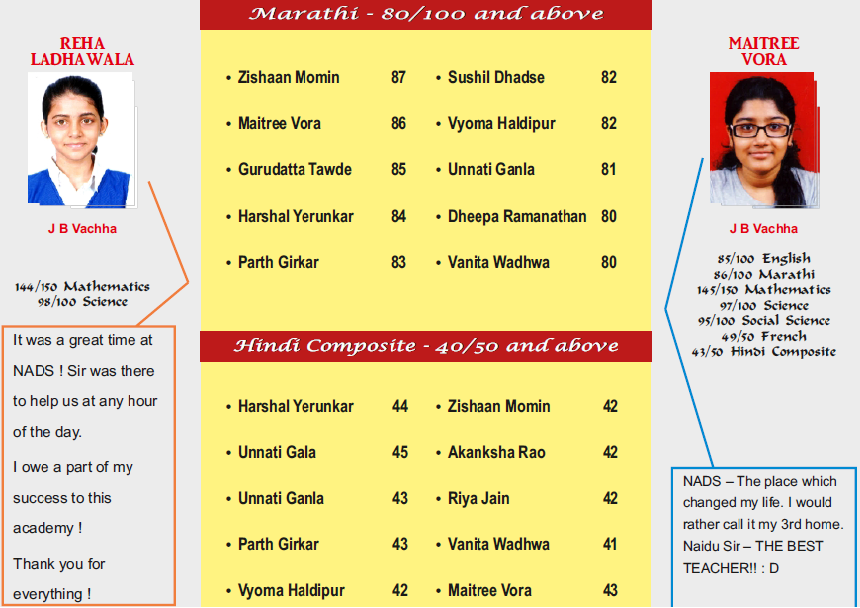 REHA
LADHAWALA
J B Vachha
144/150 Mathematics
98/100 Science
It was a great time at
NADS ! Sir was there
to help us at any hour
of the day.
I owe a part of my
success to this
academy !
Thank you for
everything !
Marathi - 80/100 and above
• Zishaan Momin 87 • Sushil Dhadse 82
• Maitree Vora 86 • Vyoma Haldipur 82
• Gurudatta Tawde 85 • Unnati Ganla 81
• Harshal Yerunkar 84 • Dheepa Ramanathan 80
• Parth Girkar 83 • Vanita Wadhwa 80
Hindi Composite - 40/50 and above
• Harshal Yerunkar 44 • Zishaan Momin 42
• Unnati Gala 45 • Akanksha Rao 42
• Unnati Ganla 43 • Riya Jain 42
• Parth Girkar 43 • Vanita Wadhwa 41
• Vyoma Haldipur 42 • Maitree Vora 43
MAITREE
VORA
J B Vachha
85/100 English
86/100 Marathi
145/150 Mathematics
97/100 Science
95/100 Social Science
49/50 French
43/50 Hindi Composite
NADS – The place which
changed my life. I would
rather call it my 3rd home.
Naidu Sir – THE BEST
TEACHER!! : D